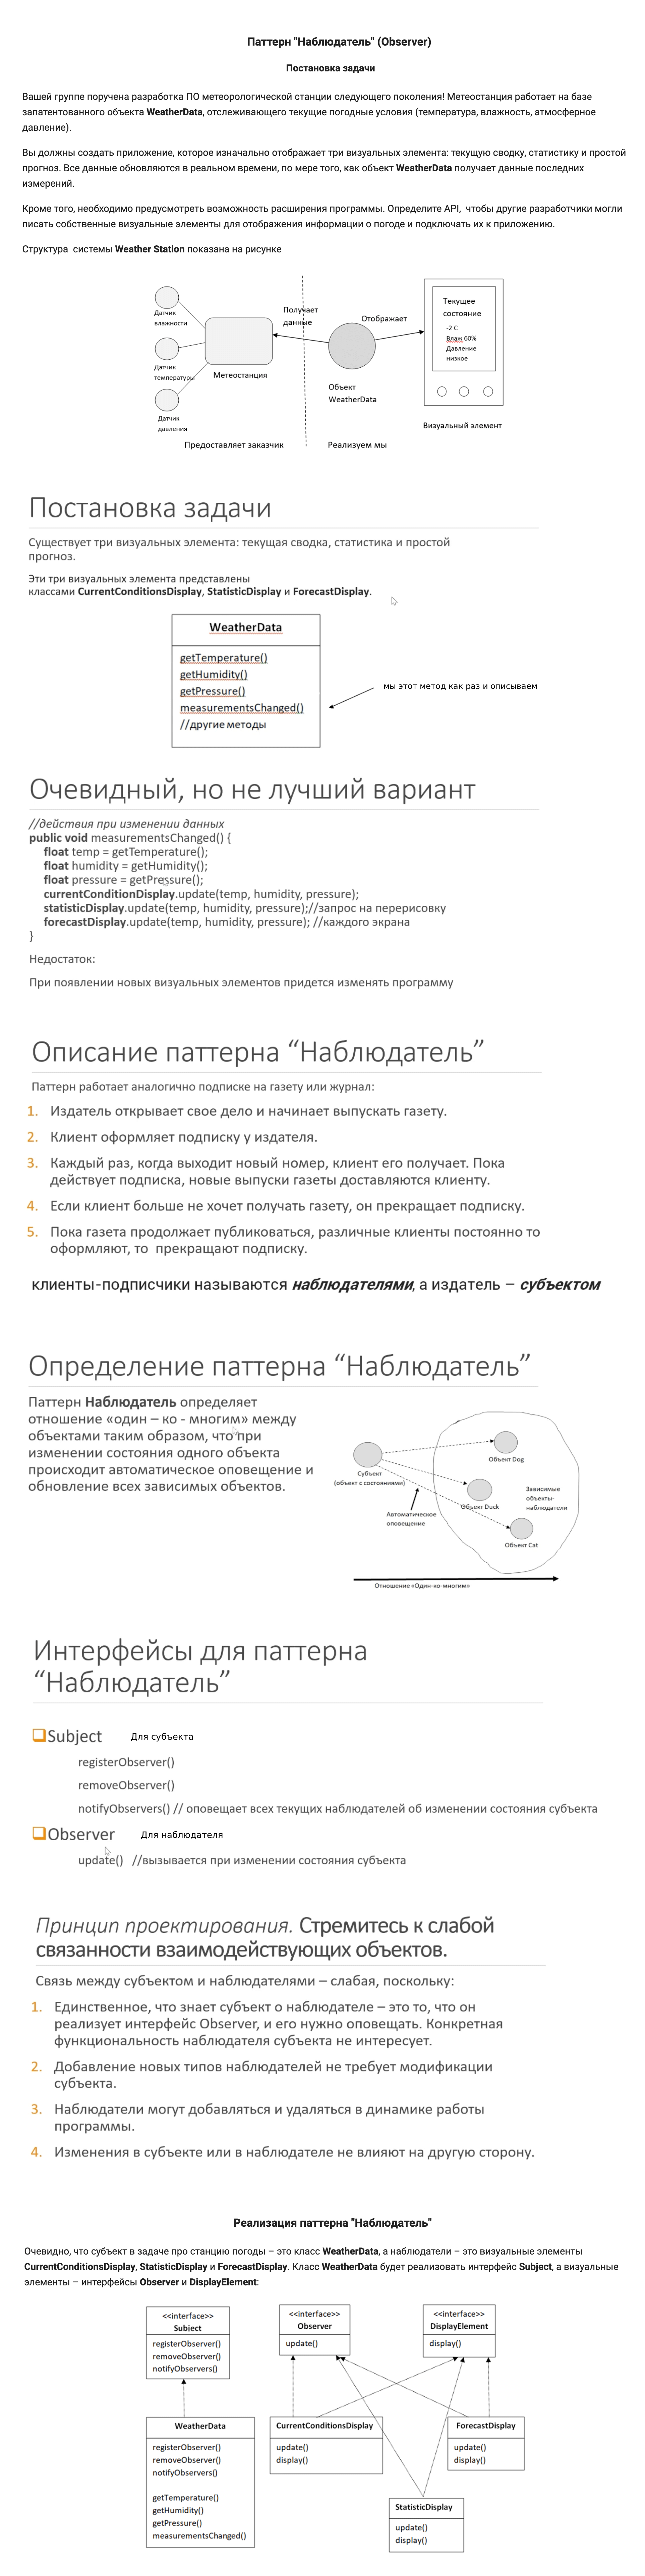 Паттерн "Наблюдатель" (Observer)
Постановка задачи
Вашей группе поручена разработка ПО метеорологической станции следующего поколения! Метеостанция работает на базе
запатентованного объекта WeatherData, отслеживающего текущие погодные условия (температура, влажность, атмосферное
давление).
Вы должны создать приложение, которое изначально отображает три визуальных элемента: текущую сводку, статистику и простой
прогноз. Все данные обновляются в реальном времени, по мере того, как объект WeatherData получает данные последних
измерений.
Кроме того, необходимо предусмотреть возможность расширения программы. Определите API, чтобы другие разработчики могли
писать собственные визуальные элементы для отображения информации о погоде и подключать их к приложению.
Структура системы Weather Station показана на рисунке
Датчик
влажности
Датчик
температуры
Датчик
давления
Метеостанция
Получает
данные
Отображает
Объект
WeatherData
Текущее
состояние
-2 С
Влаж 60%
Давление
низкое
Визуальный элемент
Предоставляет заказчик
Реализуем мы
Постановка задачи
Существует три визуальных элемента: текущая сводка, статистика и простой
прогноз.
Эти три визуальных элемента представлены
классами CurrentConditionsDisplay, StatisticDisplay и ForecastDisplay.
WeatherData
getTemperature()
getHumidity()
getPressure()
measurementsChanged()
//другие методы
мы этот метод как раз и описываем
Очевидный, но не лучший вариант
//действия при изменении данных
public void measurementsChanged() {
float temp = getTemperature();
float humidity = getHumidity();
float pressure = getPressure();
currentConditionDisplay.update(temp, humidity, pressure);
statisticDisplay.update(temp, humidity, pressure);//запрос на перерисовку
forecastDisplay.update(temp, humidity, pressure); //каждого экрана
}
Недостаток:
При появлении новых визуальных элементов придется изменять программу
Описание паттерна “Наблюдатель”
Паттерн работает аналогично подписке на газету или журнал:
1. Издатель открывает свое дело и начинает выпускать газету.
2. Клиент оформляет подписку у издателя.
3. Каждый раз, когда выходит новый номер, клиент его получает. Пока
действует подписка, новые выпуски газеты доставляются клиенту.
4. Если клиент больше не хочет получать газету, он прекращает подписку.
5. Пока газета продолжает публиковаться, различные клиенты постоянно то
оформляют, то прекращают подписку.
клиенты-подписчики называются наблюдателями, а издатель – субъектом
Определение паттерна “Наблюдатель”
Паттерн Наблюдатель определяет
отношение «один – ко - многим» между
объектами таким образом, что при
изменении состояния одного объекта
происходит автоматическое оповещение и
обновление всех зависимых объектов.
Субъект
(объект с состояниями)
Автоматическое
оповещение
Объект Dog
Объект Duck
Объект Cat
Зависимые
объекты-
наблюдатели
Отношение «Один-ко-многим»
Интерфейсы для паттерна
“Наблюдатель”
Subject Для субъекта
registerObserver()
removeObserver()
notifyObservers() // оповещает всех текущих наблюдателей об изменении состояния субъекта
Observer Для наблюдателя
update() //вызывается при изменении состояния субъекта
Принцип проектирования. Стремитесь к слабой
связанности взаимодействующих объектов.
Связь между субъектом и наблюдателями – слабая, поскольку:
1. Единственное, что знает субъект о наблюдателе – это то, что он
реализует интерфейс Observer, и его нужно оповещать. Конкретная
функциональность наблюдателя субъекта не интересует.
2. Добавление новых типов наблюдателей не требует модификации
субъекта.
3. Наблюдатели могут добавляться и удаляться в динамике работы
программы.
4. Изменения в субъекте или в наблюдателе не влияют на другую сторону.
Реализация паттерна "Наблюдатель"
Очевидно, что субъект в задаче про станцию погоды – это класс WeatherData, а наблюдатели – это визуальные элементы
CurrentConditionsDisplay, StatisticDisplay и ForecastDisplay. Класс WeatherData будет реализовать интерфейс Subject, а визуальные
элементы – интерфейсы Observer и DisplayElement:
<<interface>>
Subject
registerObserver()
removeObserver()
notifyObservers()
<<interface>>
Observer
update()
<<interface>>
DisplayElement
display()
WeatherData
registerObserver()
removeObserver()
notifyObservers()
getTemperature()
getHumidity()
getPressure()
measurementsChanged()
CurrentConditionsDisplay
update()
display()
ForecastDisplay
update()
display()
StatisticDisplay
update()
display()